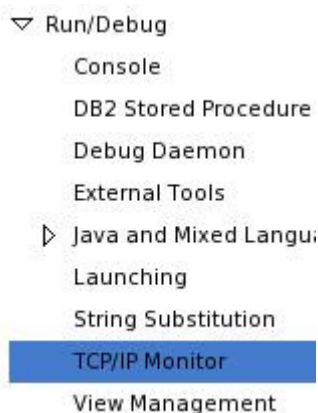 Run/Debug
Console
DB2 Stored Procedure
Debug Daemon
External Tools
Java and Mixed Langua
Launching
String Substitution
TCP/IP Monitor
View Management